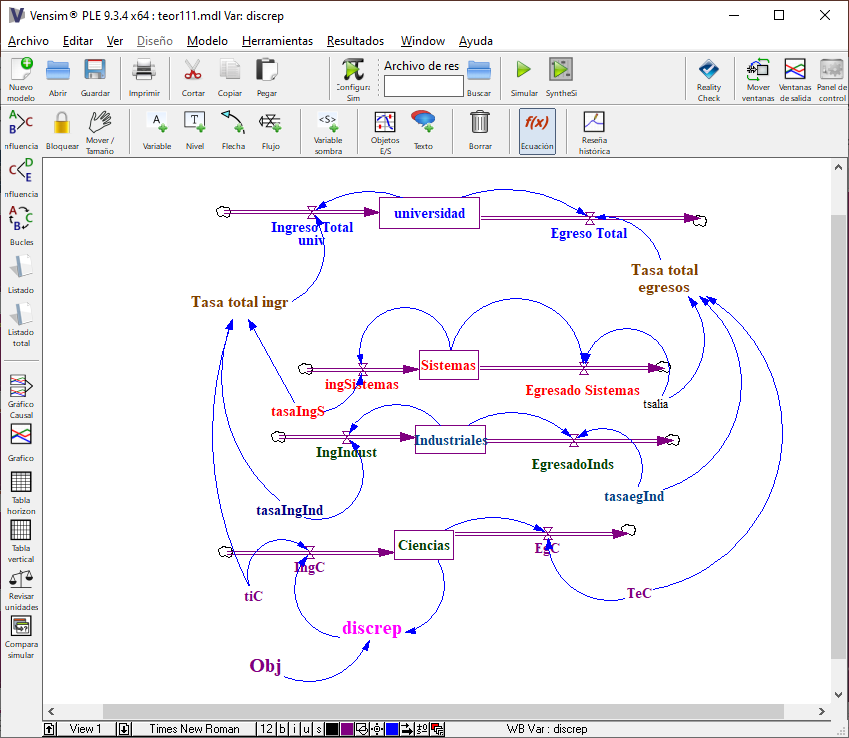 Vensim® PLE 9.3.4 x64 : teor111.mdl Var: discrep
Archivo Editar Ver Diseño Modelo Herramientas Resultados Window Ayuda
Nuevo modelo
Abrir
Guardar
Imprimir
Cortar
Copiar
Pegar
Configura Sim
Archivo de res
Buscar
Simular
SyntheSi
Reality Check
Mover ventanas
Ventanas de salida
Panel de control
nfluencia
Bloquear
Mover / Tamaño
Variable
Nivel
Flecha
Flujo
Variable sombra
Objetos E/S
Texto
Borrar
f(x)
Ecuación
Reseña histórica
nfluencia
Bucles
Listado
Listado total
Gráfico Causal
Grafico
Tabla horizon
Tabla vertical
Revisar unidades
Compara simular
universidad
Ingreso Total
univ
Egreso Total
Tasa total
egresos
Tasa total ingr
Sistemas
ingSistemas
Egresado Sistemas
tasaIngS
tsalia
Industriales
IngIndust
EgresadoInds
tasaIngInd
tasaegInd
Ciencias
IngC
EgC
tiC
TeC
discrep
Obj
View 1 Times New Roman 12 b i u s WB Var : discrep